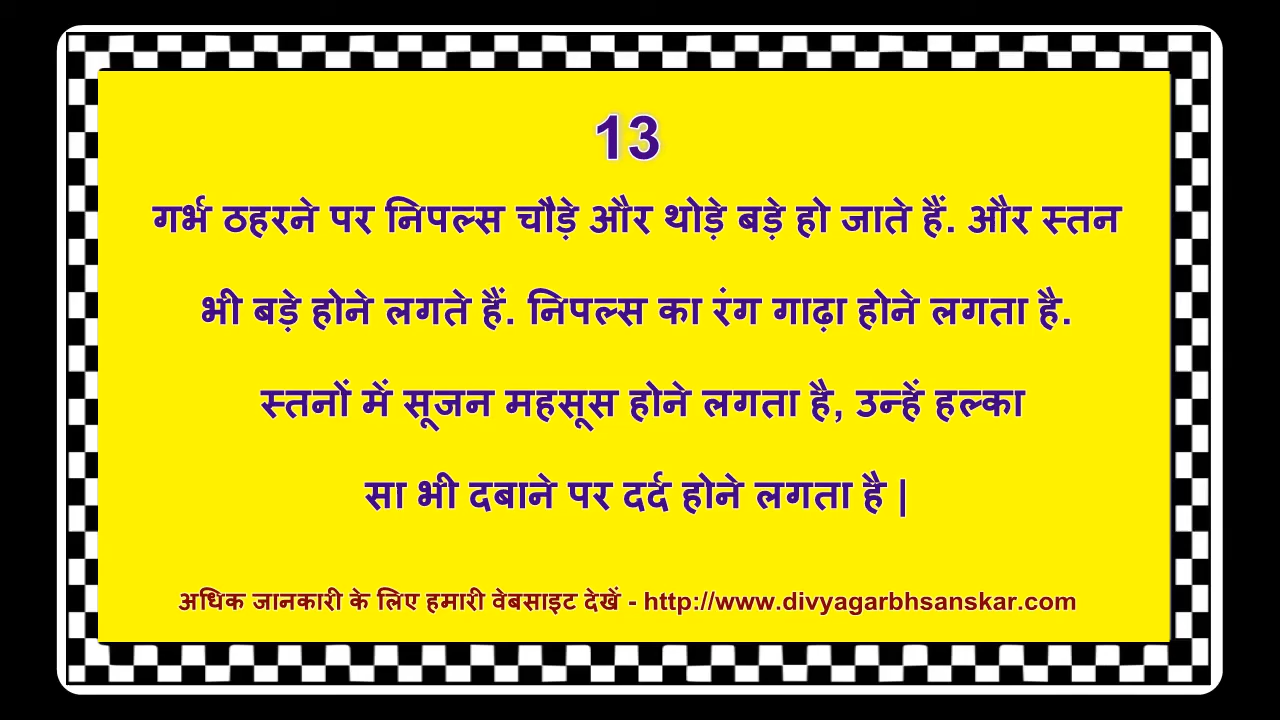 13
गर्भ ठहरने पर निपल्स चौड़े और थोड़े बड़े हो जाते हैं. और स्तन
भी बड़े होने लगते हैं. निपल्स का रंग गाढ़ा होने लगता है.
स्तनों में सूजन महसूस होने लगता है, उन्हें हल्का
सा भी दबाने पर दर्द होने लगता है |
अधिक जानकारी के लिए हमारी वेबसाइट देखें - http://www.divyagarbhsanskar.com